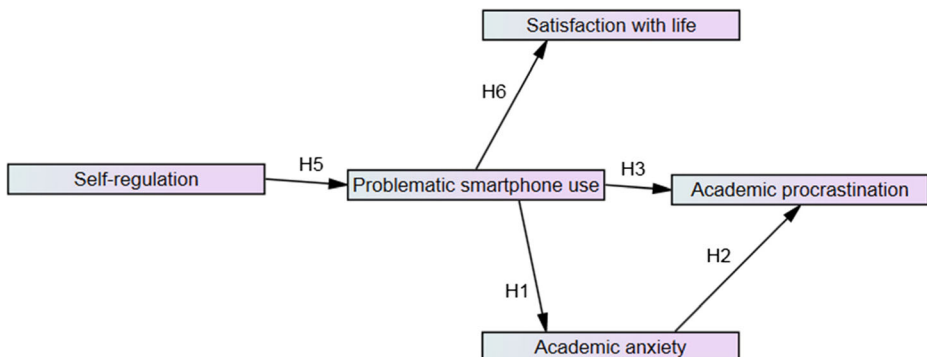 Satisfaction with life
H6
H5
H3
Self-regulation
Problematic smartphone use
Academic procrastination
H2
H1
Academic anxiety